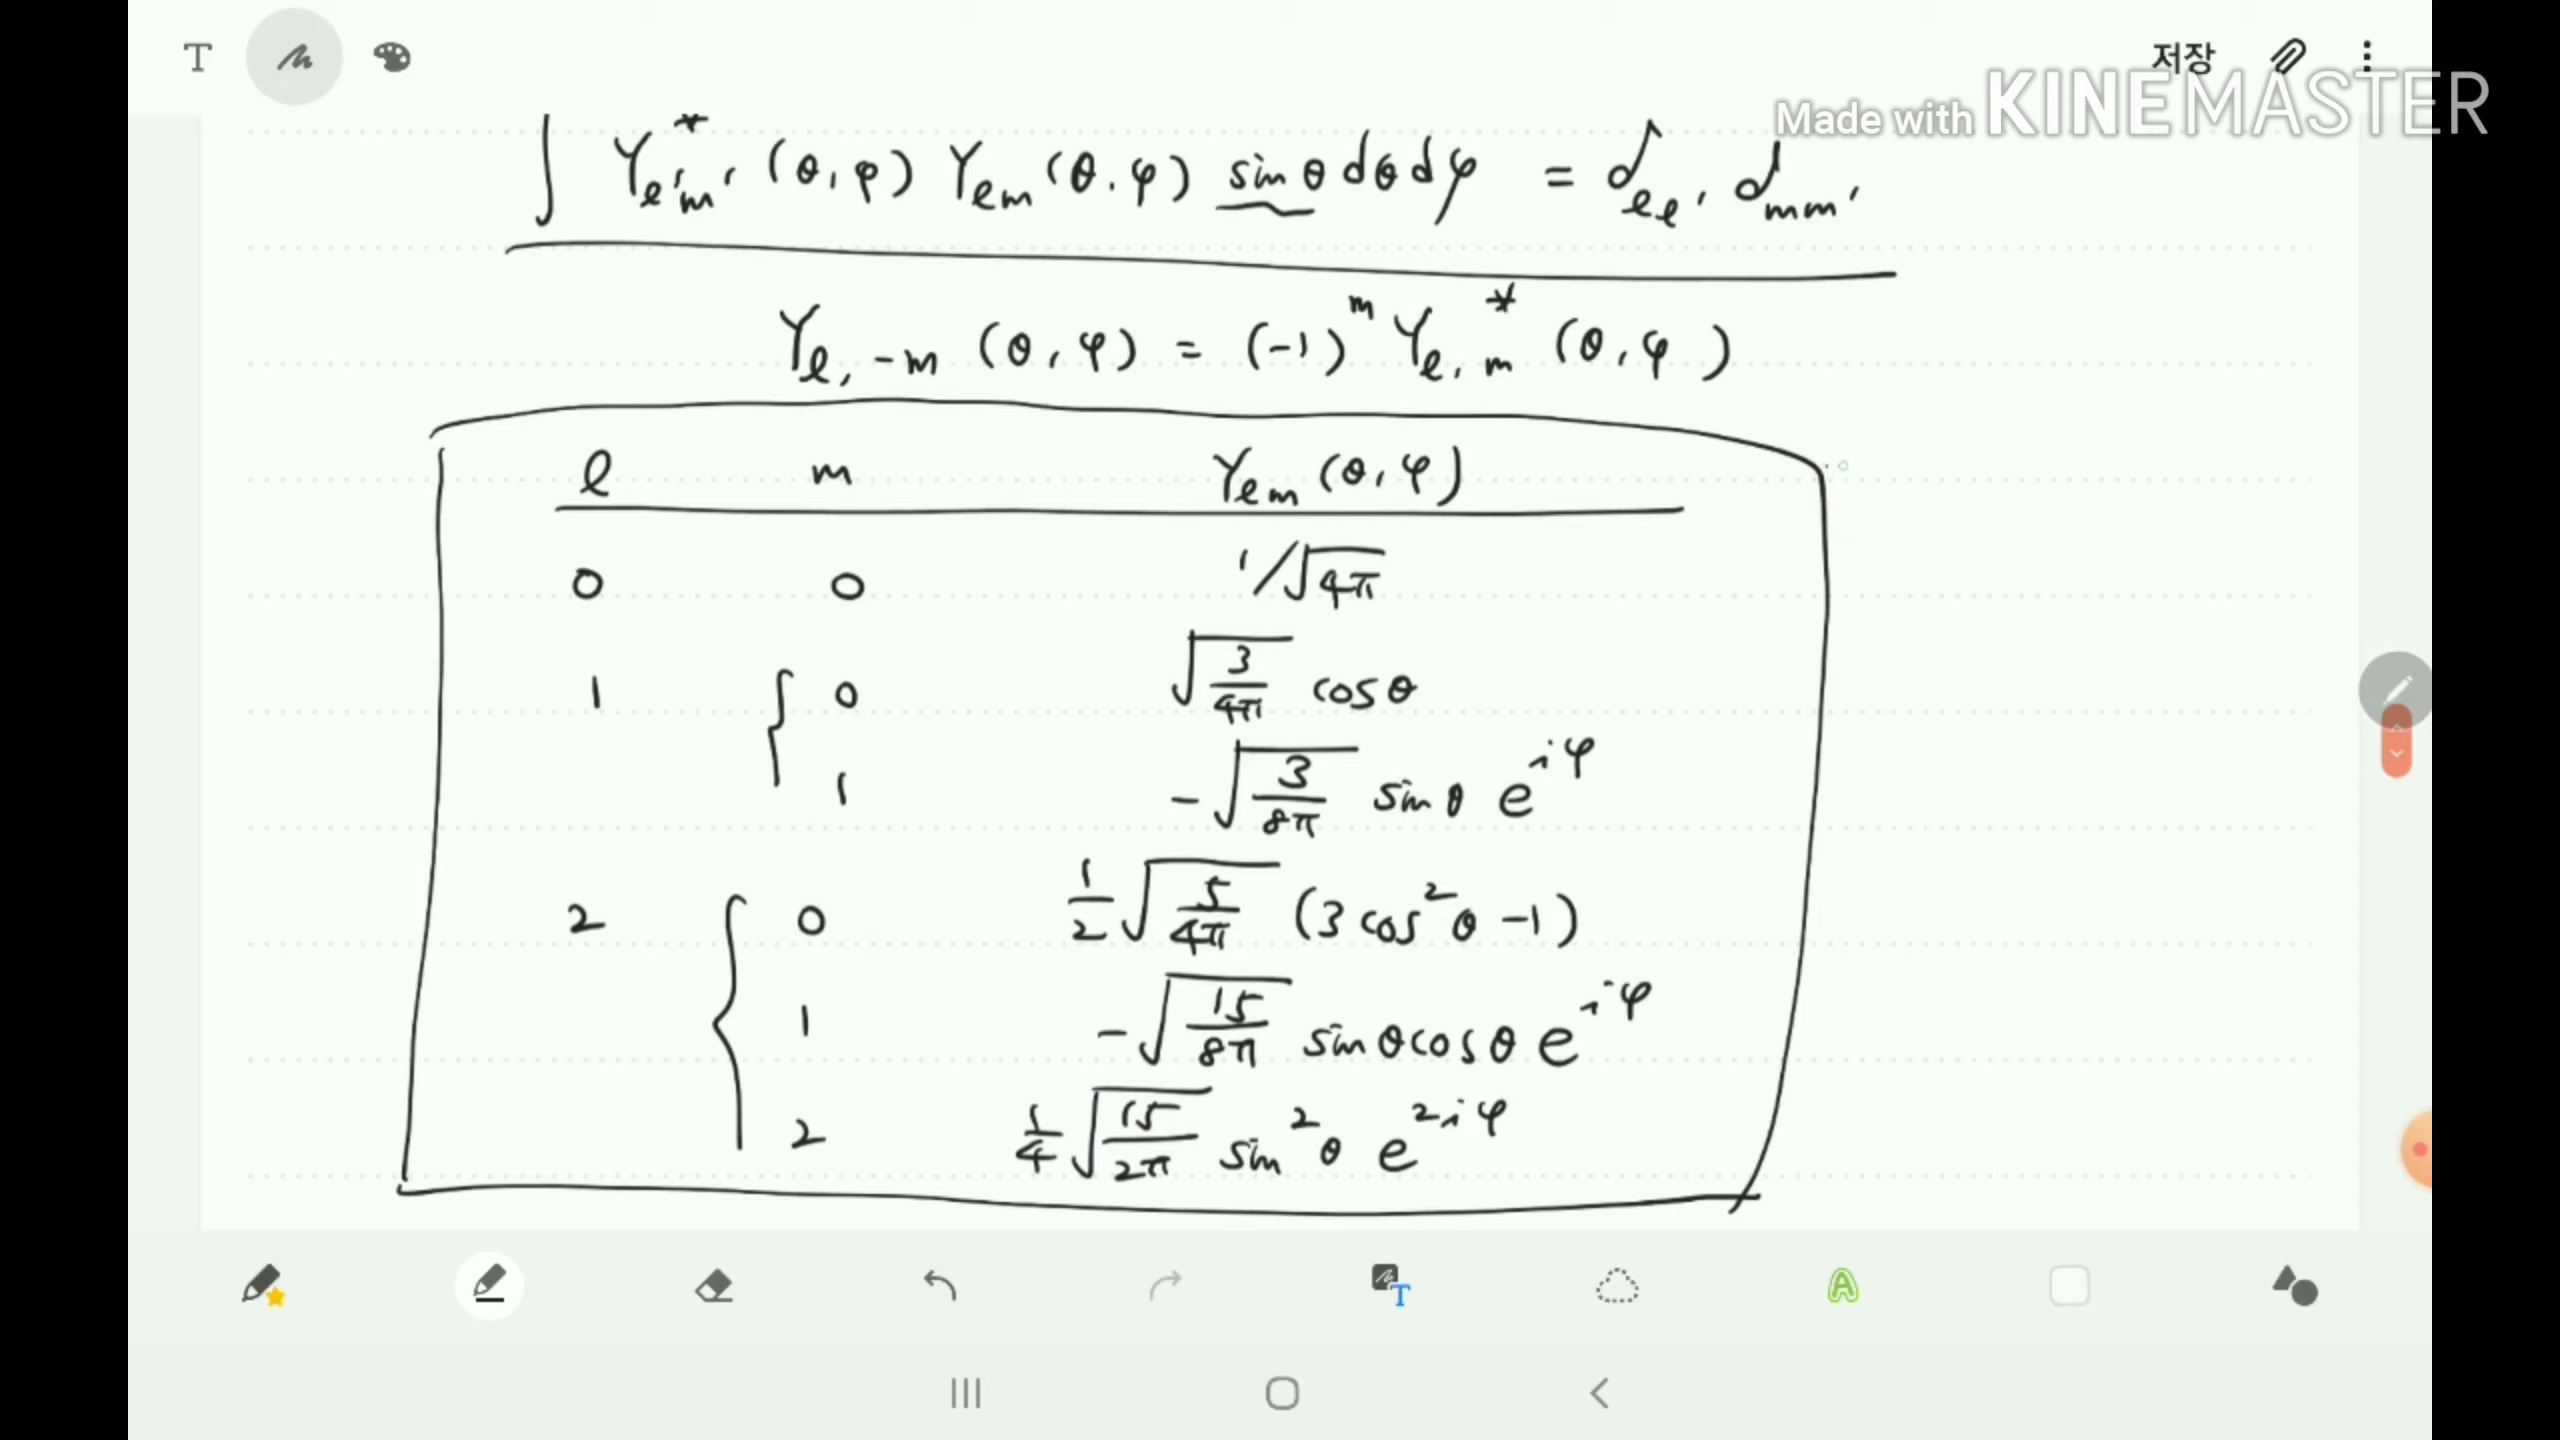 T 저장
Made with KINEMASTER
∫ Y*ℓ'm' (θ,φ) Yℓm (θ,φ) sinθ dθ dφ = δℓℓ' δmm'
Yℓ,-m (θ,φ) = (-1)^m Y*ℓ,m (θ,φ)
ℓ m Yℓm (θ,φ)
0 0 1/√4π
1 { 0 √(3/4π) cosθ
1 -√(3/8π) sinθ e^iφ
2 { 0 1/2 √(5/4π) (3cos²θ -1)
1 -√(15/8π) sinθcosθ e^iφ
2 1/4 √(15/2π) sin²θ e^2iφ
T A